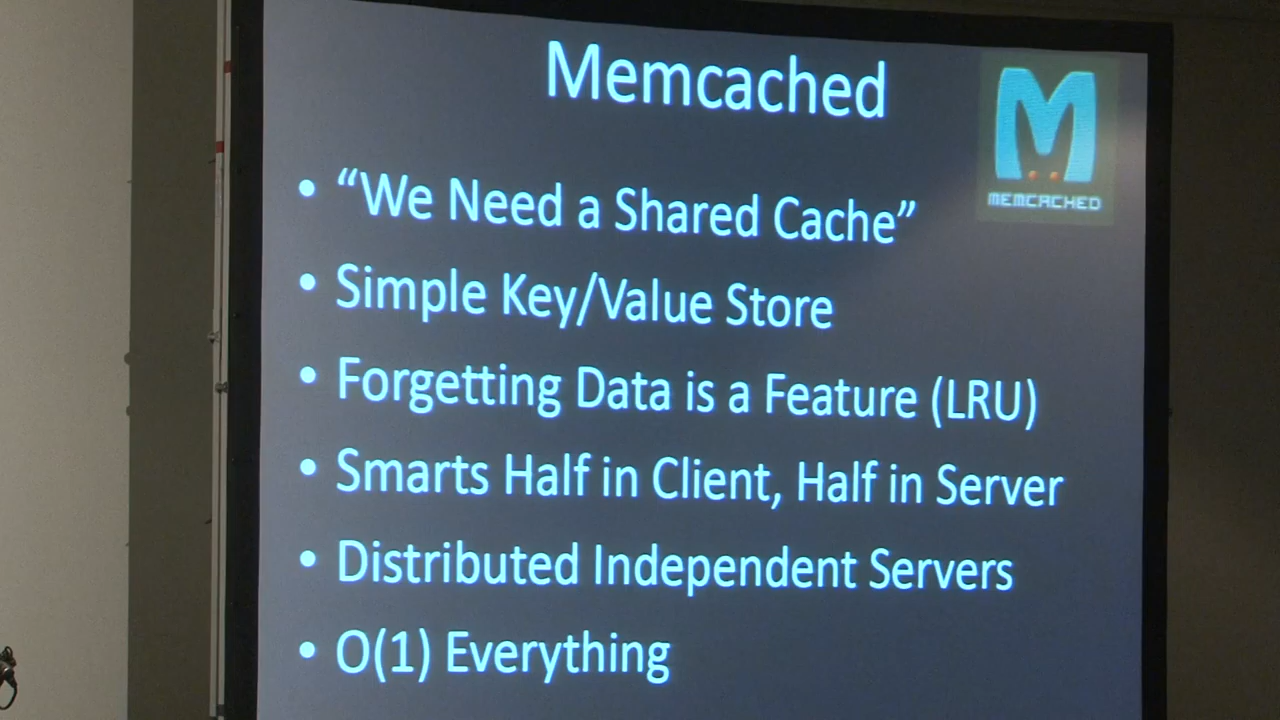 Memcached
MEMCACHED
• “We Need a Shared Cache”
• Simple Key/Value Store
• Forgetting Data is a Feature (LRU)
• Smarts Half in Client, Half in Server
• Distributed Independent Servers
• O(1) Everything